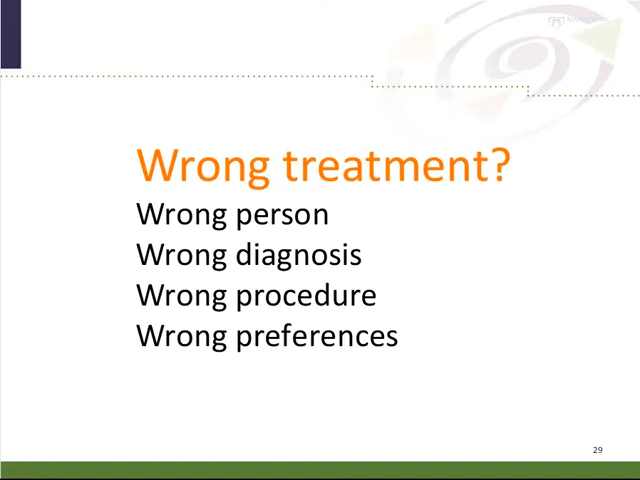 Wrong treatment?
Wrong person
Wrong diagnosis
Wrong procedure
Wrong preferences
29